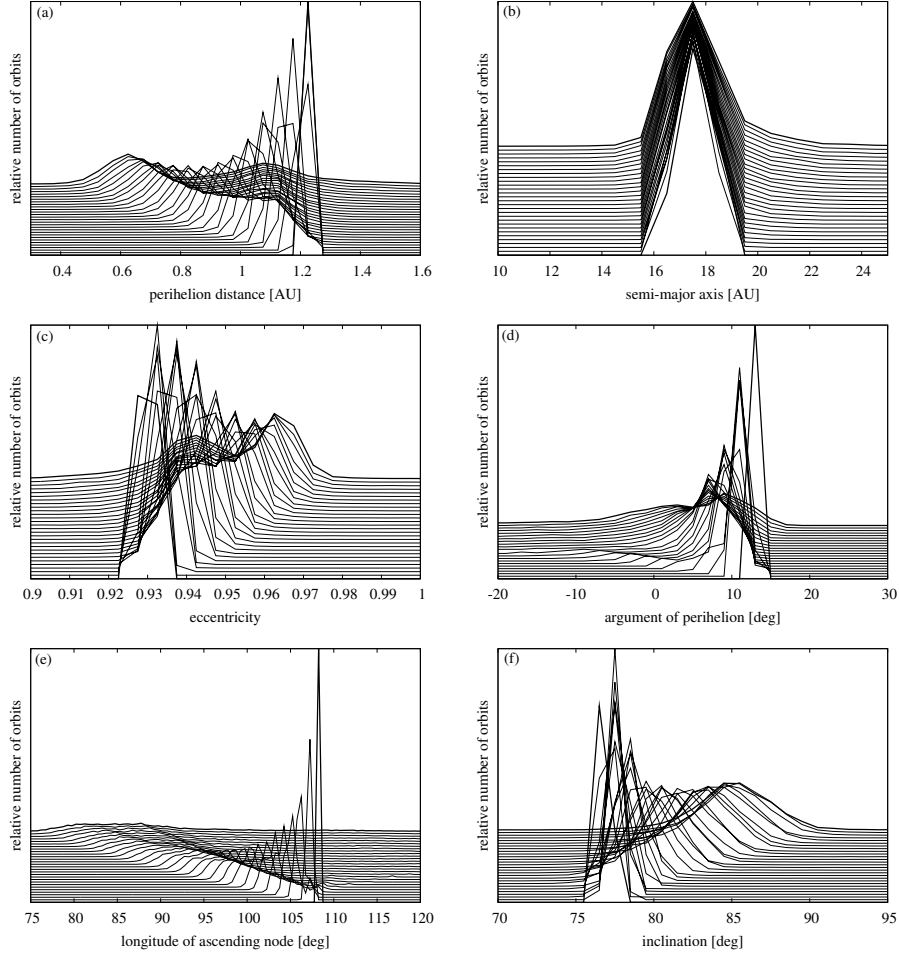 (a)
relative number of orbits
0.4 0.6 0.8 1 1.2 1.4 1.6
perihelion distance [AU]
(b)
relative number of orbits
10 12 14 16 18 20 22 24
semi-major axis [AU]
(c)
relative number of orbits
0.9 0.91 0.92 0.93 0.94 0.95 0.96 0.97 0.98 0.99 1
eccentricity
(d)
relative number of orbits
-20 -10 0 10 20 30
argument of perihelion [deg]
(e)
relative number of orbits
75 80 85 90 95 100 105 110 115 120
longitude of ascending node [deg]
(f)
relative number of orbits
70 75 80 85 90 95
inclination [deg]